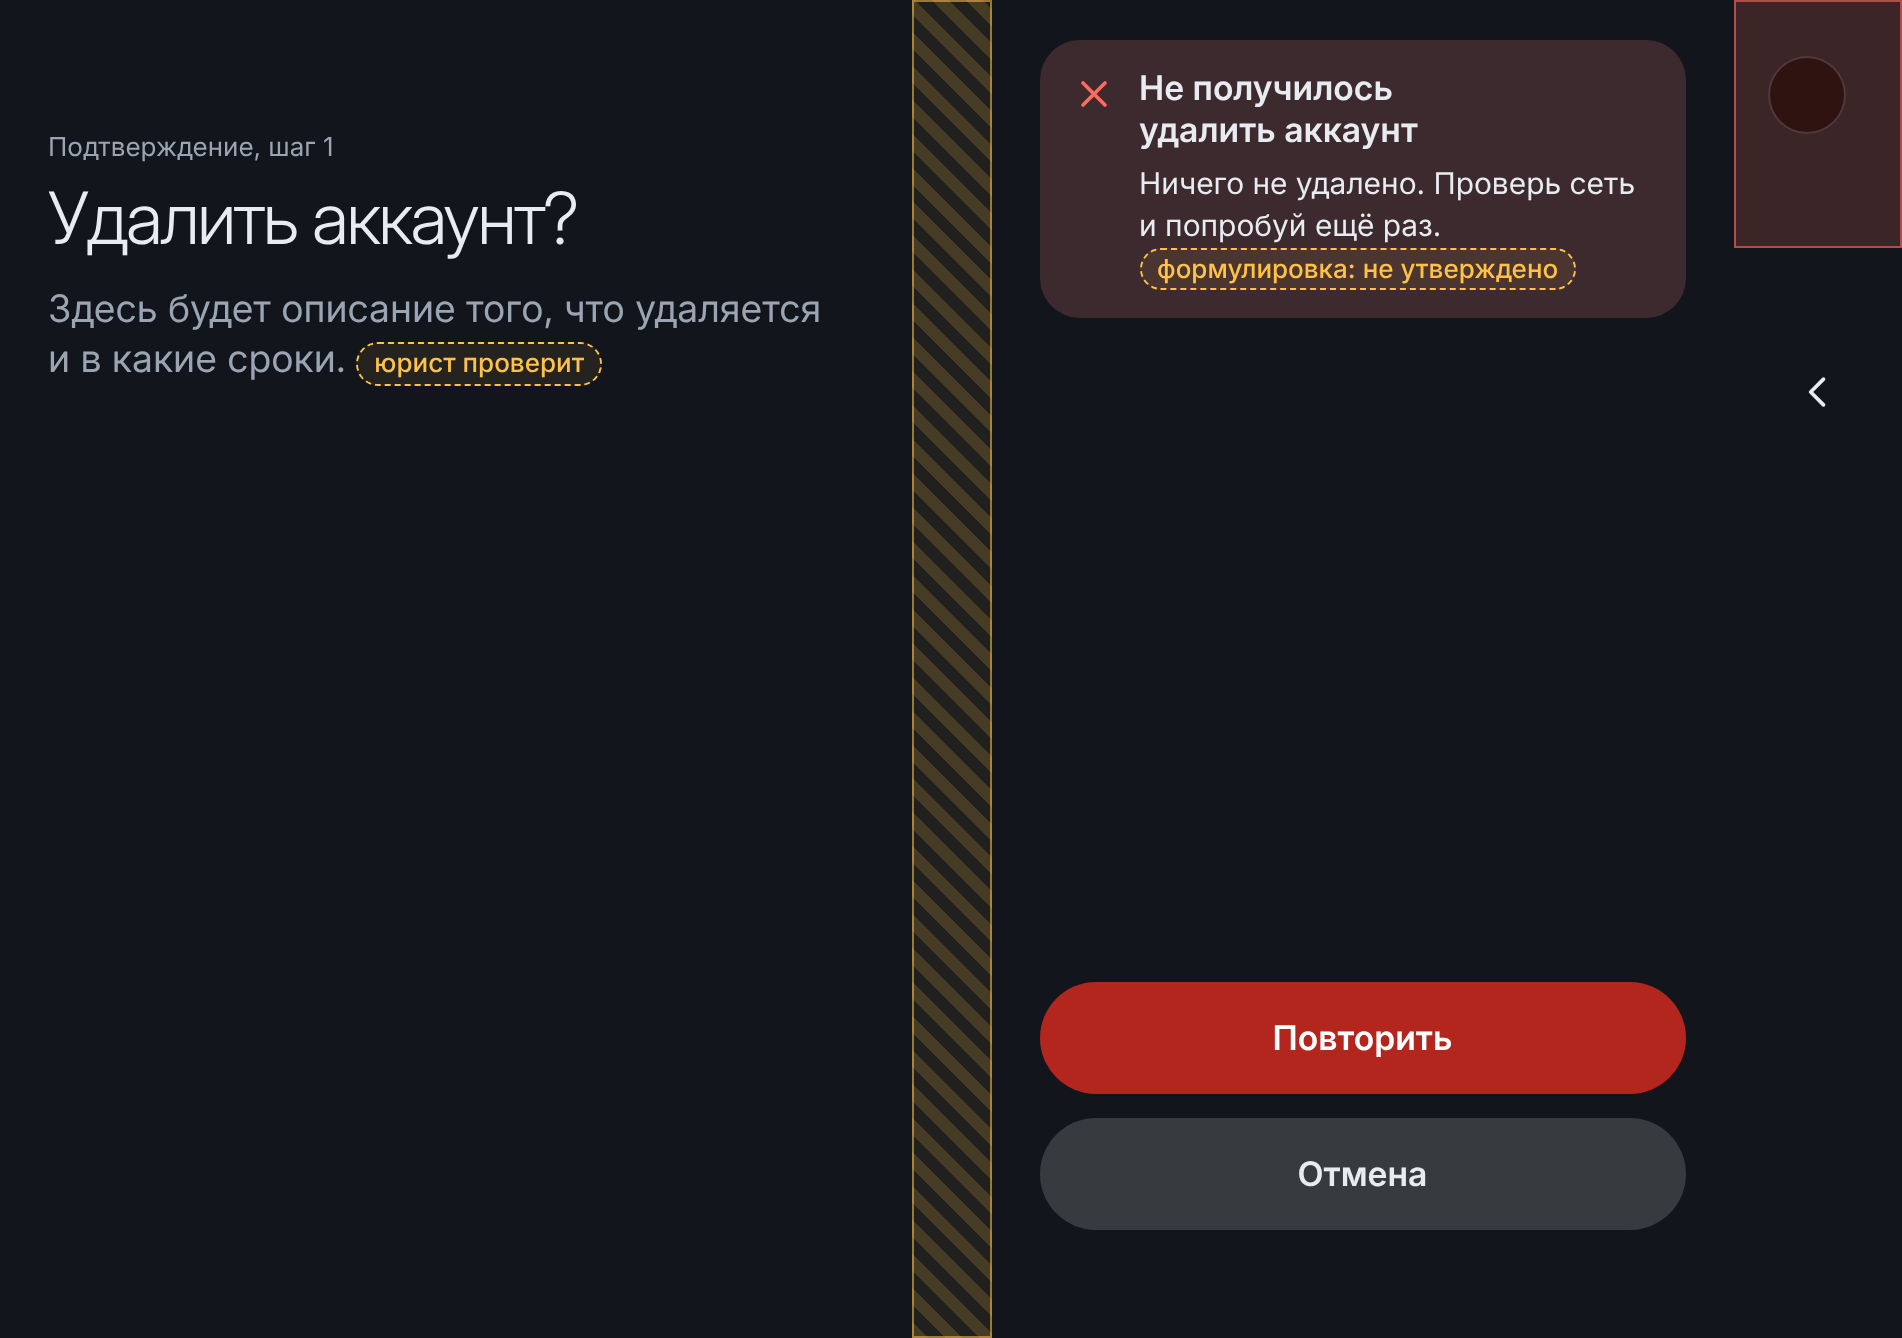 Подтверждение, шаг 1
Удалить аккаунт?
Здесь будет описание того, что удаляется
и в какие сроки. юрист проверит
Не получилось
удалить аккаунт
Ничего не удалено. Проверь сеть
и попробуй ещё раз.
формулировка: не утверждено
Повторить
Отмена